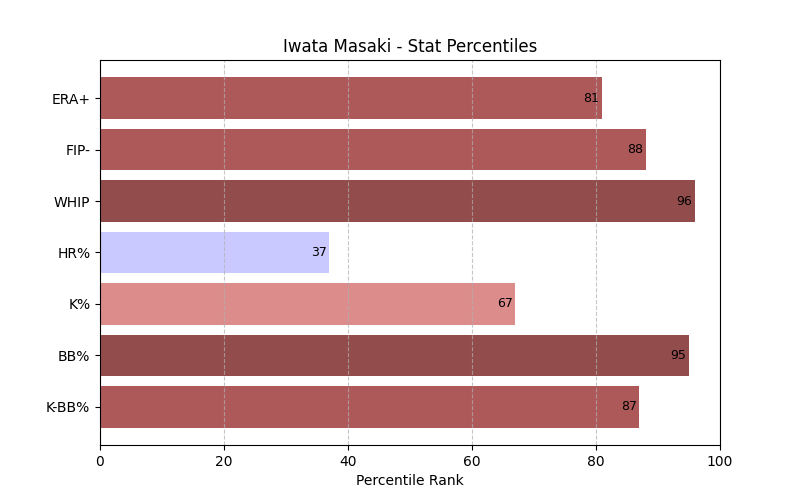 Iwata Masaki - Stat Percentiles
ERA+ 81
FIP- 88
WHIP 96
HR% 37
K% 67
BB% 95
K-BB% 87
0 20 40 60 80 100
Percentile Rank